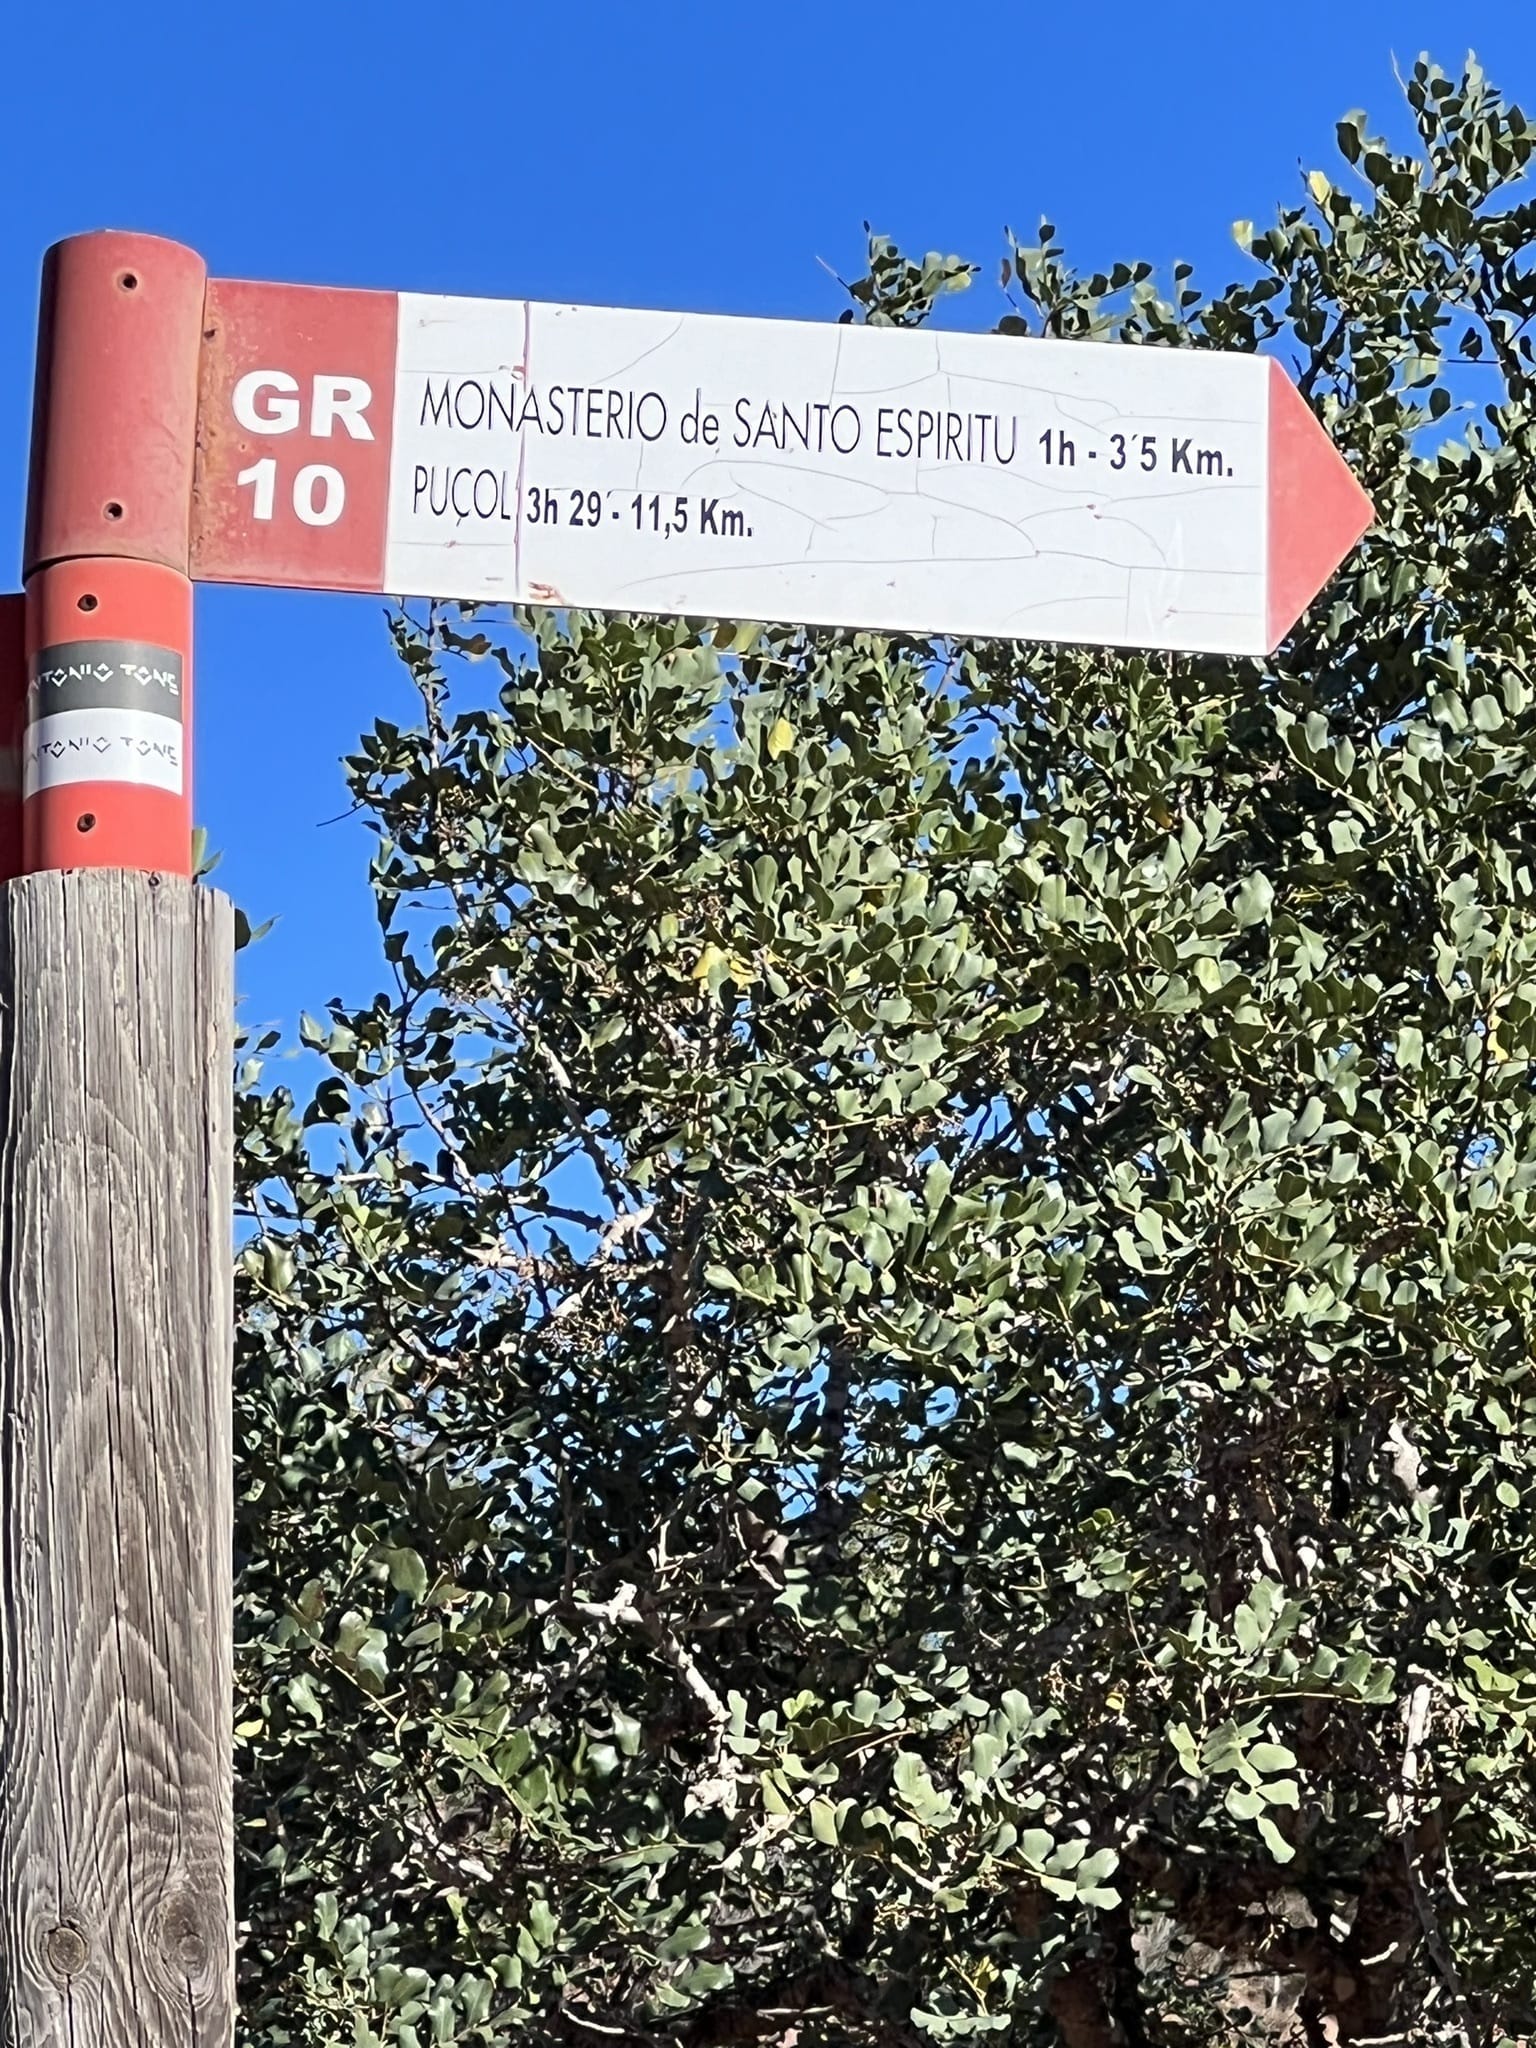 GR
10
MONASTERIO de SANTO ESPIRITU 1h - 3´5 Km.
PUÇOL 3h 29´- 11,5 Km.